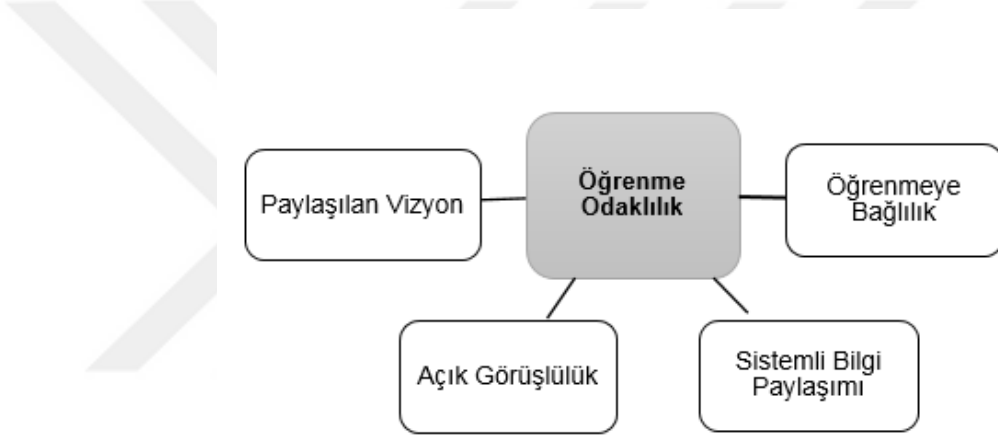 Öğrenme
Odaklılık
Paylaşılan Vizyon
Öğrenmeye
Bağlılık
Açık Görüşlülük
Sistemli Bilgi
Paylaşımı